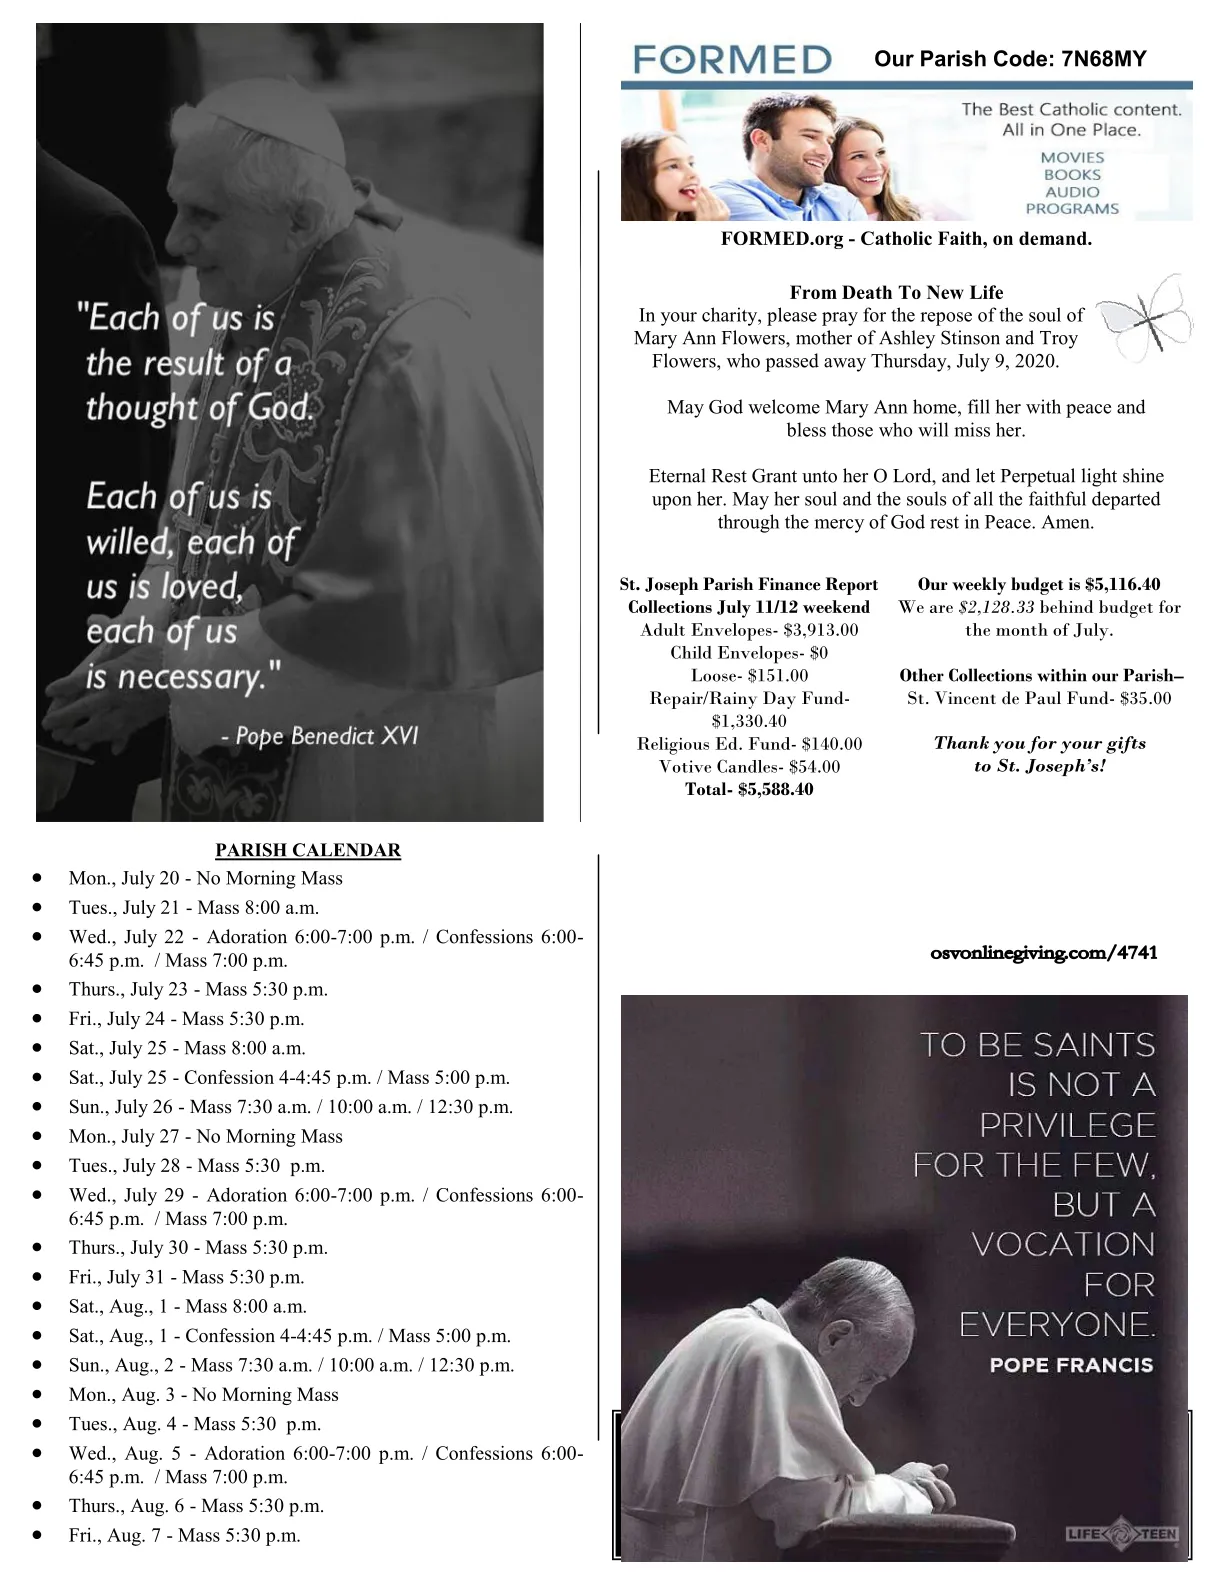 "Each of us is
the result of a
thought of God.
Each of us is
willed, each of
us is loved,
each of us
is necessary."
- Pope Benedict XVI
PARISH CALENDAR
• Mon., July 20 - No Morning Mass
• Tues., July 21 - Mass 8:00 a.m.
• Wed., July 22 - Adoration 6:00-7:00 p.m. / Confessions 6:00-
6:45 p.m. / Mass 7:00 p.m.
• Thurs., July 23 - Mass 5:30 p.m.
• Fri., July 24 - Mass 5:30 p.m.
• Sat., July 25 - Mass 8:00 a.m.
• Sat., July 25 - Confession 4-4:45 p.m. / Mass 5:00 p.m.
• Sun., July 26 - Mass 7:30 a.m. / 10:00 a.m. / 12:30 p.m.
• Mon., July 27 - No Morning Mass
• Tues., July 28 - Mass 5:30 p.m.
• Wed., July 29 - Adoration 6:00-7:00 p.m. / Confessions 6:00-
6:45 p.m. / Mass 7:00 p.m.
• Thurs., July 30 - Mass 5:30 p.m.
• Fri., July 31 - Mass 5:30 p.m.
• Sat., Aug., 1 - Mass 8:00 a.m.
• Sat., Aug., 1 - Confession 4-4:45 p.m. / Mass 5:00 p.m.
• Sun., Aug., 2 - Mass 7:30 a.m. / 10:00 a.m. / 12:30 p.m.
• Mon., Aug. 3 - No Morning Mass
• Tues., Aug. 4 - Mass 5:30 p.m.
• Wed., Aug. 5 - Adoration 6:00-7:00 p.m. / Confessions 6:00-
6:45 p.m. / Mass 7:00 p.m.
• Thurs., Aug. 6 - Mass 5:30 p.m.
• Fri., Aug. 7 - Mass 5:30 p.m.
FORMED Our Parish Code: 7N68MY
The Best Catholic content.
All in One Place.
MOVIES
BOOKS
AUDIO
PROGRAMS
FORMED.org - Catholic Faith, on demand.
From Death To New Life
In your charity, please pray for the repose of the soul of
Mary Ann Flowers, mother of Ashley Stinson and Troy
Flowers, who passed away Thursday, July 9, 2020.
May God welcome Mary Ann home, fill her with peace and
bless those who will miss her.
Eternal Rest Grant unto her O Lord, and let Perpetual light shine
upon her. May her soul and the souls of all the faithful departed
through the mercy of God rest in Peace. Amen.
St. Joseph Parish Finance Report
Collections July 11/12 weekend
Adult Envelopes- $3,913.00
Child Envelopes- $0
Loose- $151.00
Repair/Rainy Day Fund-
$1,330.40
Religious Ed. Fund- $140.00
Votive Candles- $54.00
Total- $5,588.40
Our weekly budget is $5,116.40
We are $2,128.33 behind budget for
the month of July.
Other Collections within our Parish–
St. Vincent de Paul Fund- $35.00
Thank you for your gifts
to St. Joseph's!
osvonlinegiving.com/4741
TO BE SAINTS
IS NOT A
PRIVILEGE
FOR THE FEW,
BUT A
VOCATION
FOR
EVERYONE.
POPE FRANCIS
LIFE TEEN